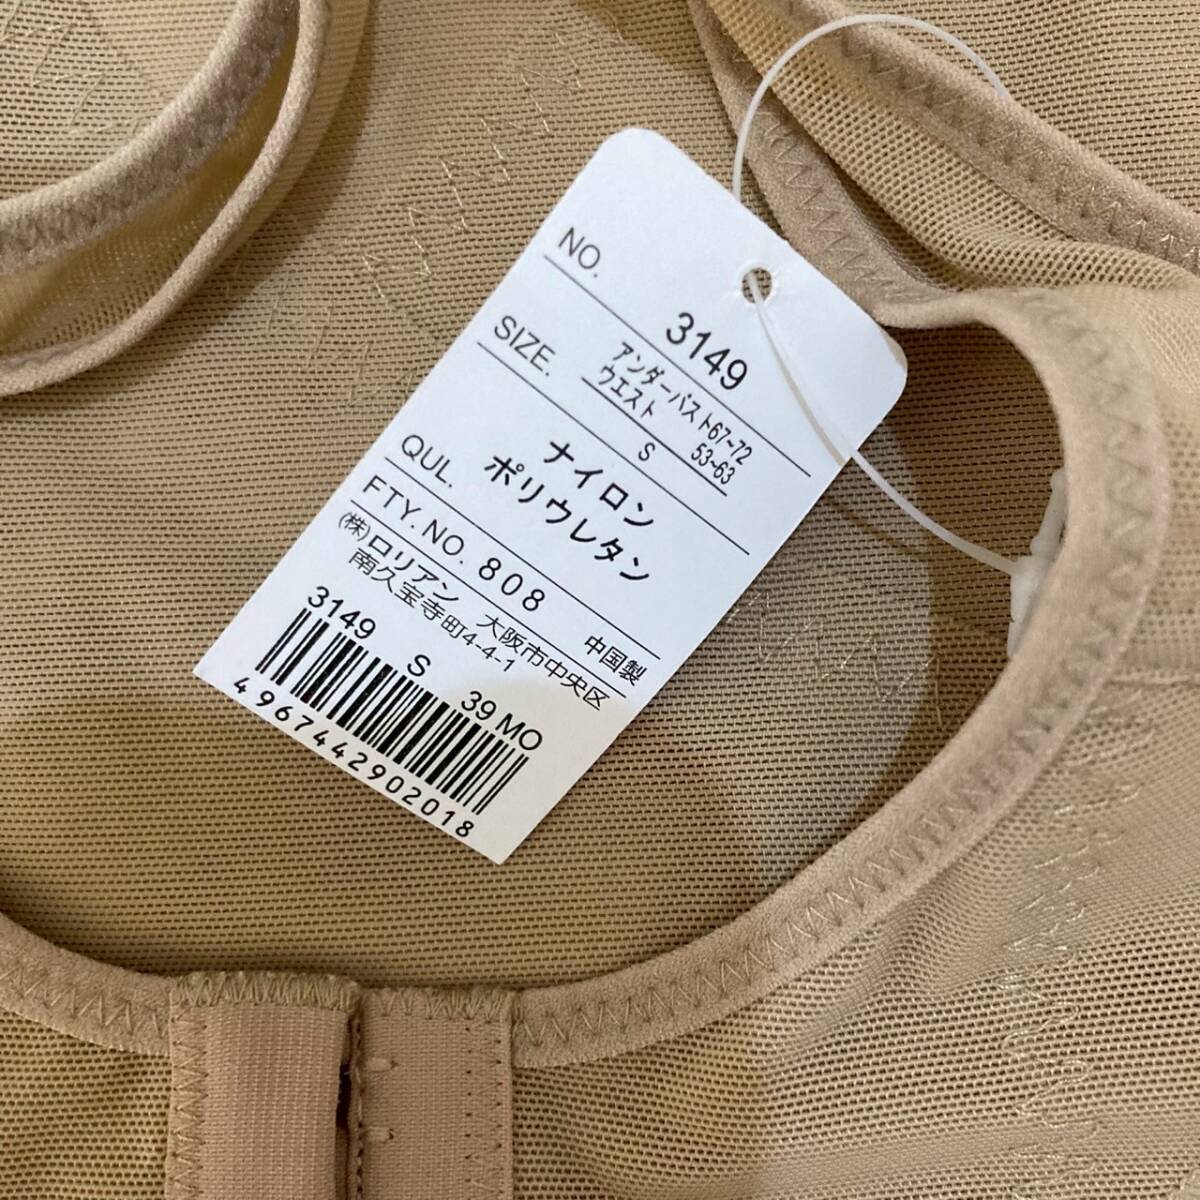 NO. 3149
SIZE. アンダーバスト67~72
ウエスト 53~63
S
QUL. ナイロン
ポリウレタン
FTY. NO. 808 中国製
(株)ロリアン 大阪市中央区
南久宝寺町4-4-1
3149 S 39 MO
4967442902018